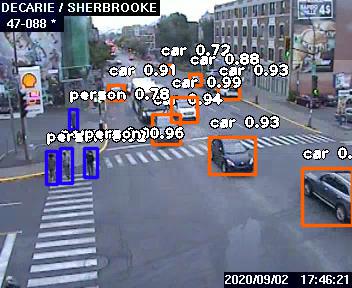 DECARIE / SHERBROOKE
47-088 *
car 0.72
car 0.91
car 0.88
car 0.93
car 0.99
person 0.78
car 0.94
car 0.93
person 0.96
car 0.
Shell
2020/09/02 17:46:21